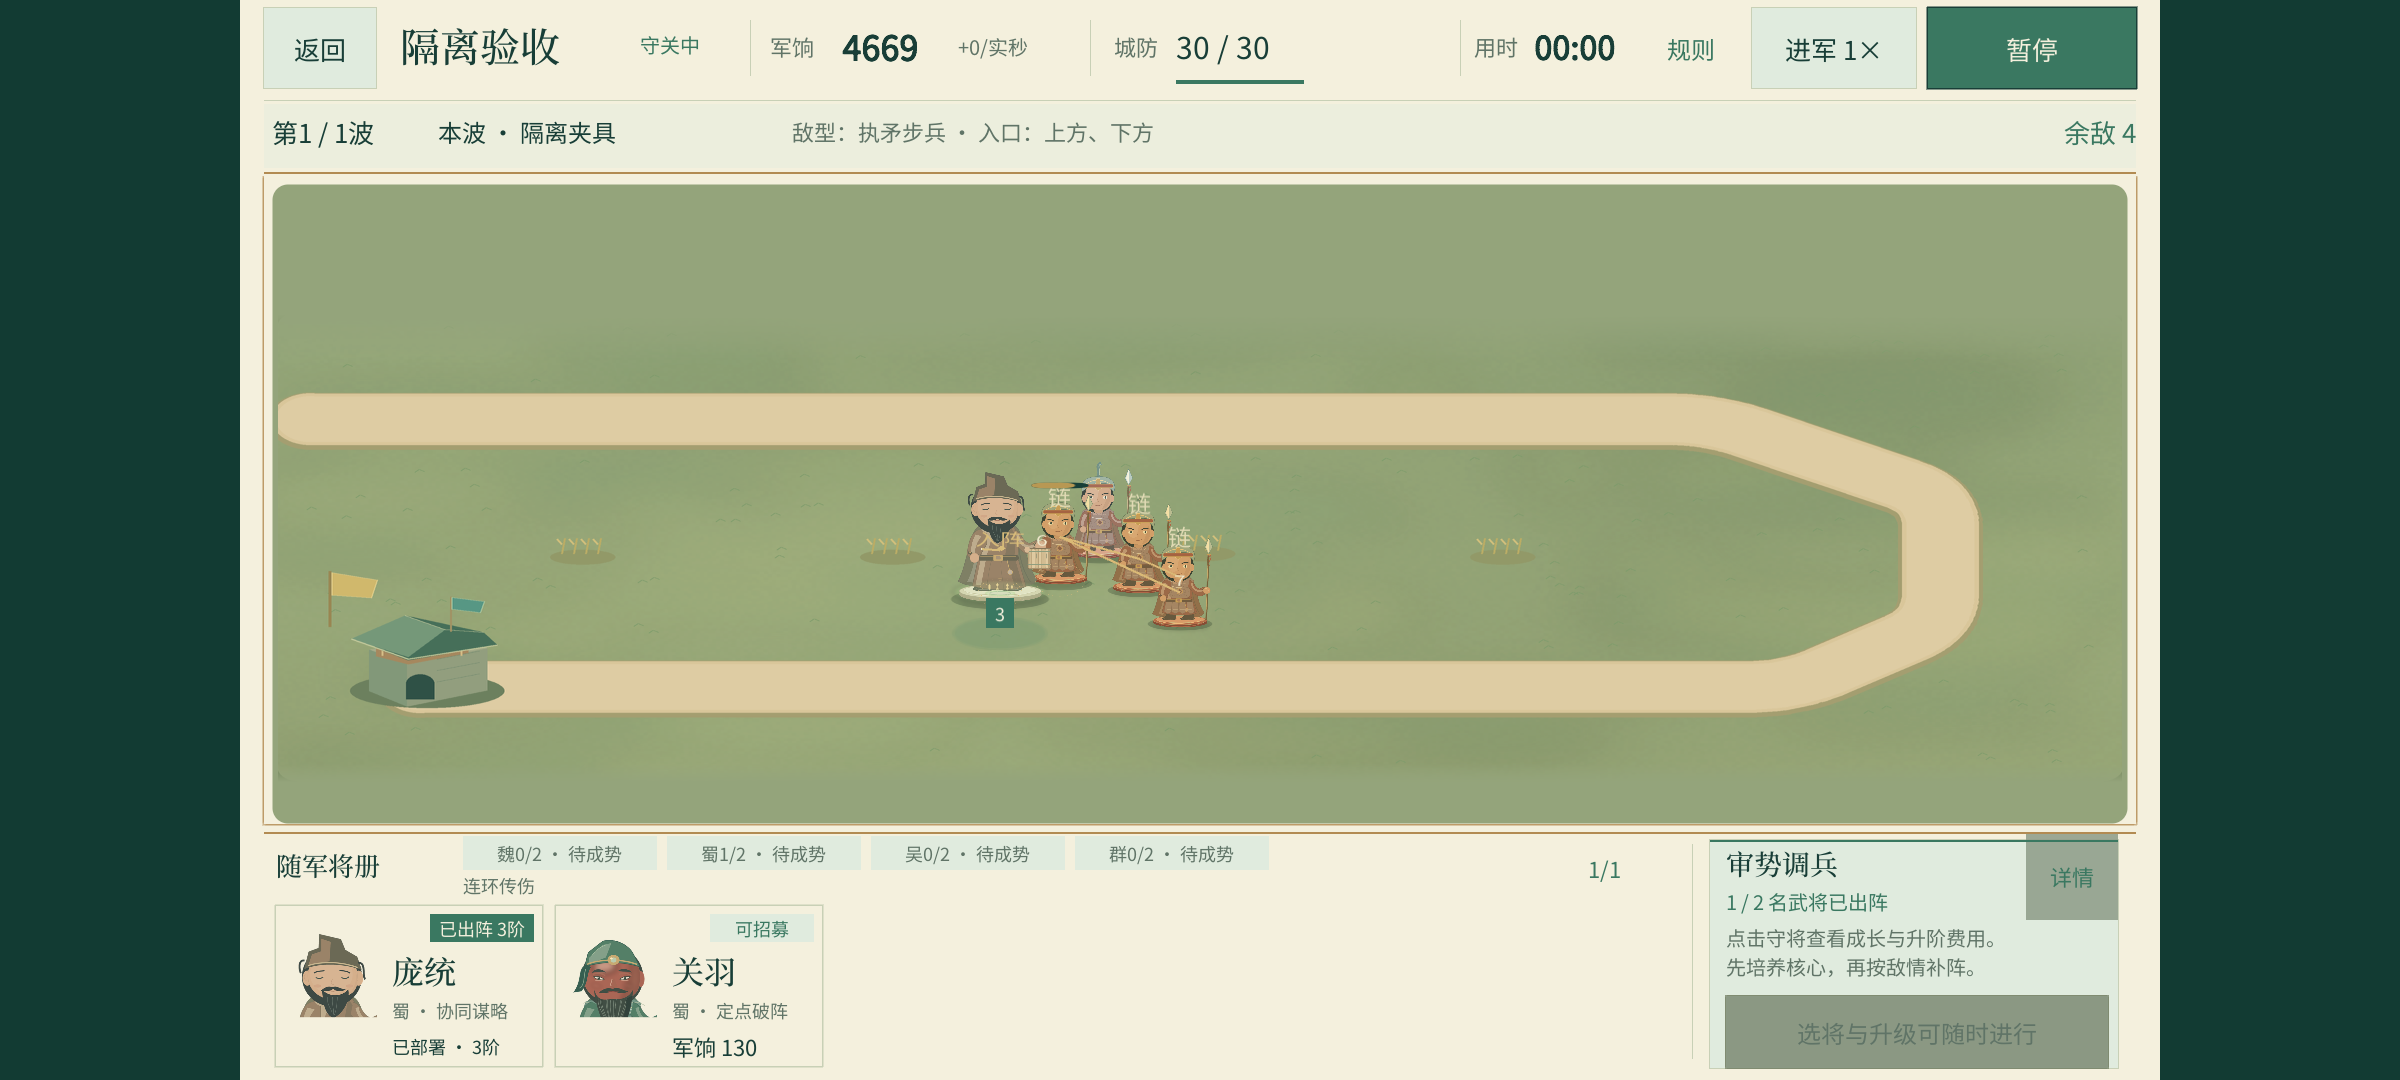 返回
隔离验收
守关中
军饷 4669 +0/实秒
城防 30 / 30
用时 00:00
规则
进军 1×
暂停
第1 / 1波
本波 · 隔离夹具
敌型：执矛步兵 · 入口：上方、下方
余敌 4
链
链
链
7
3
随军将册
魏0/2 · 待成势
蜀1/2 · 待成势
吴0/2 · 待成势
群0/2 · 待成势
连环传伤
1/1
已出阵 3阶
庞统
蜀 · 协同谋略
已部署 · 3阶
可招募
关羽
蜀 · 定点破阵
军饷 130
审势调兵
详情
1 / 2 名武将已出阵
点击守将查看成长与升阶费用。
先培养核心，再按敌情补阵。
选将与升级可随时进行